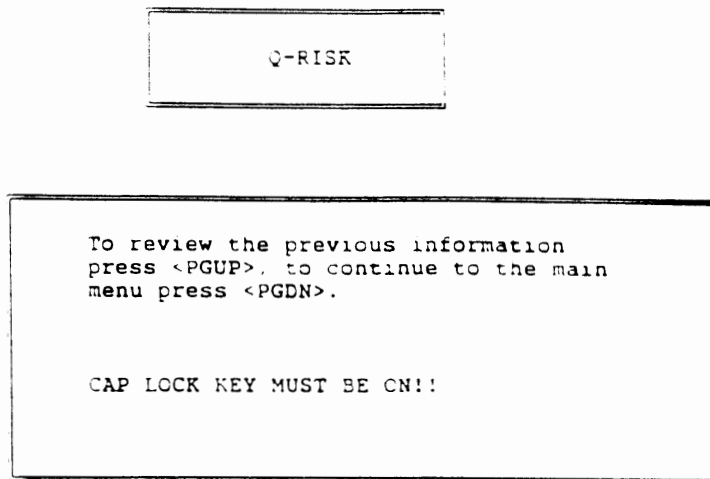 Q-RISK
To review the previous information
press <PGUP>, to continue to the main
menu press <PGDN>.
CAP LOCK KEY MUST BE ON!!